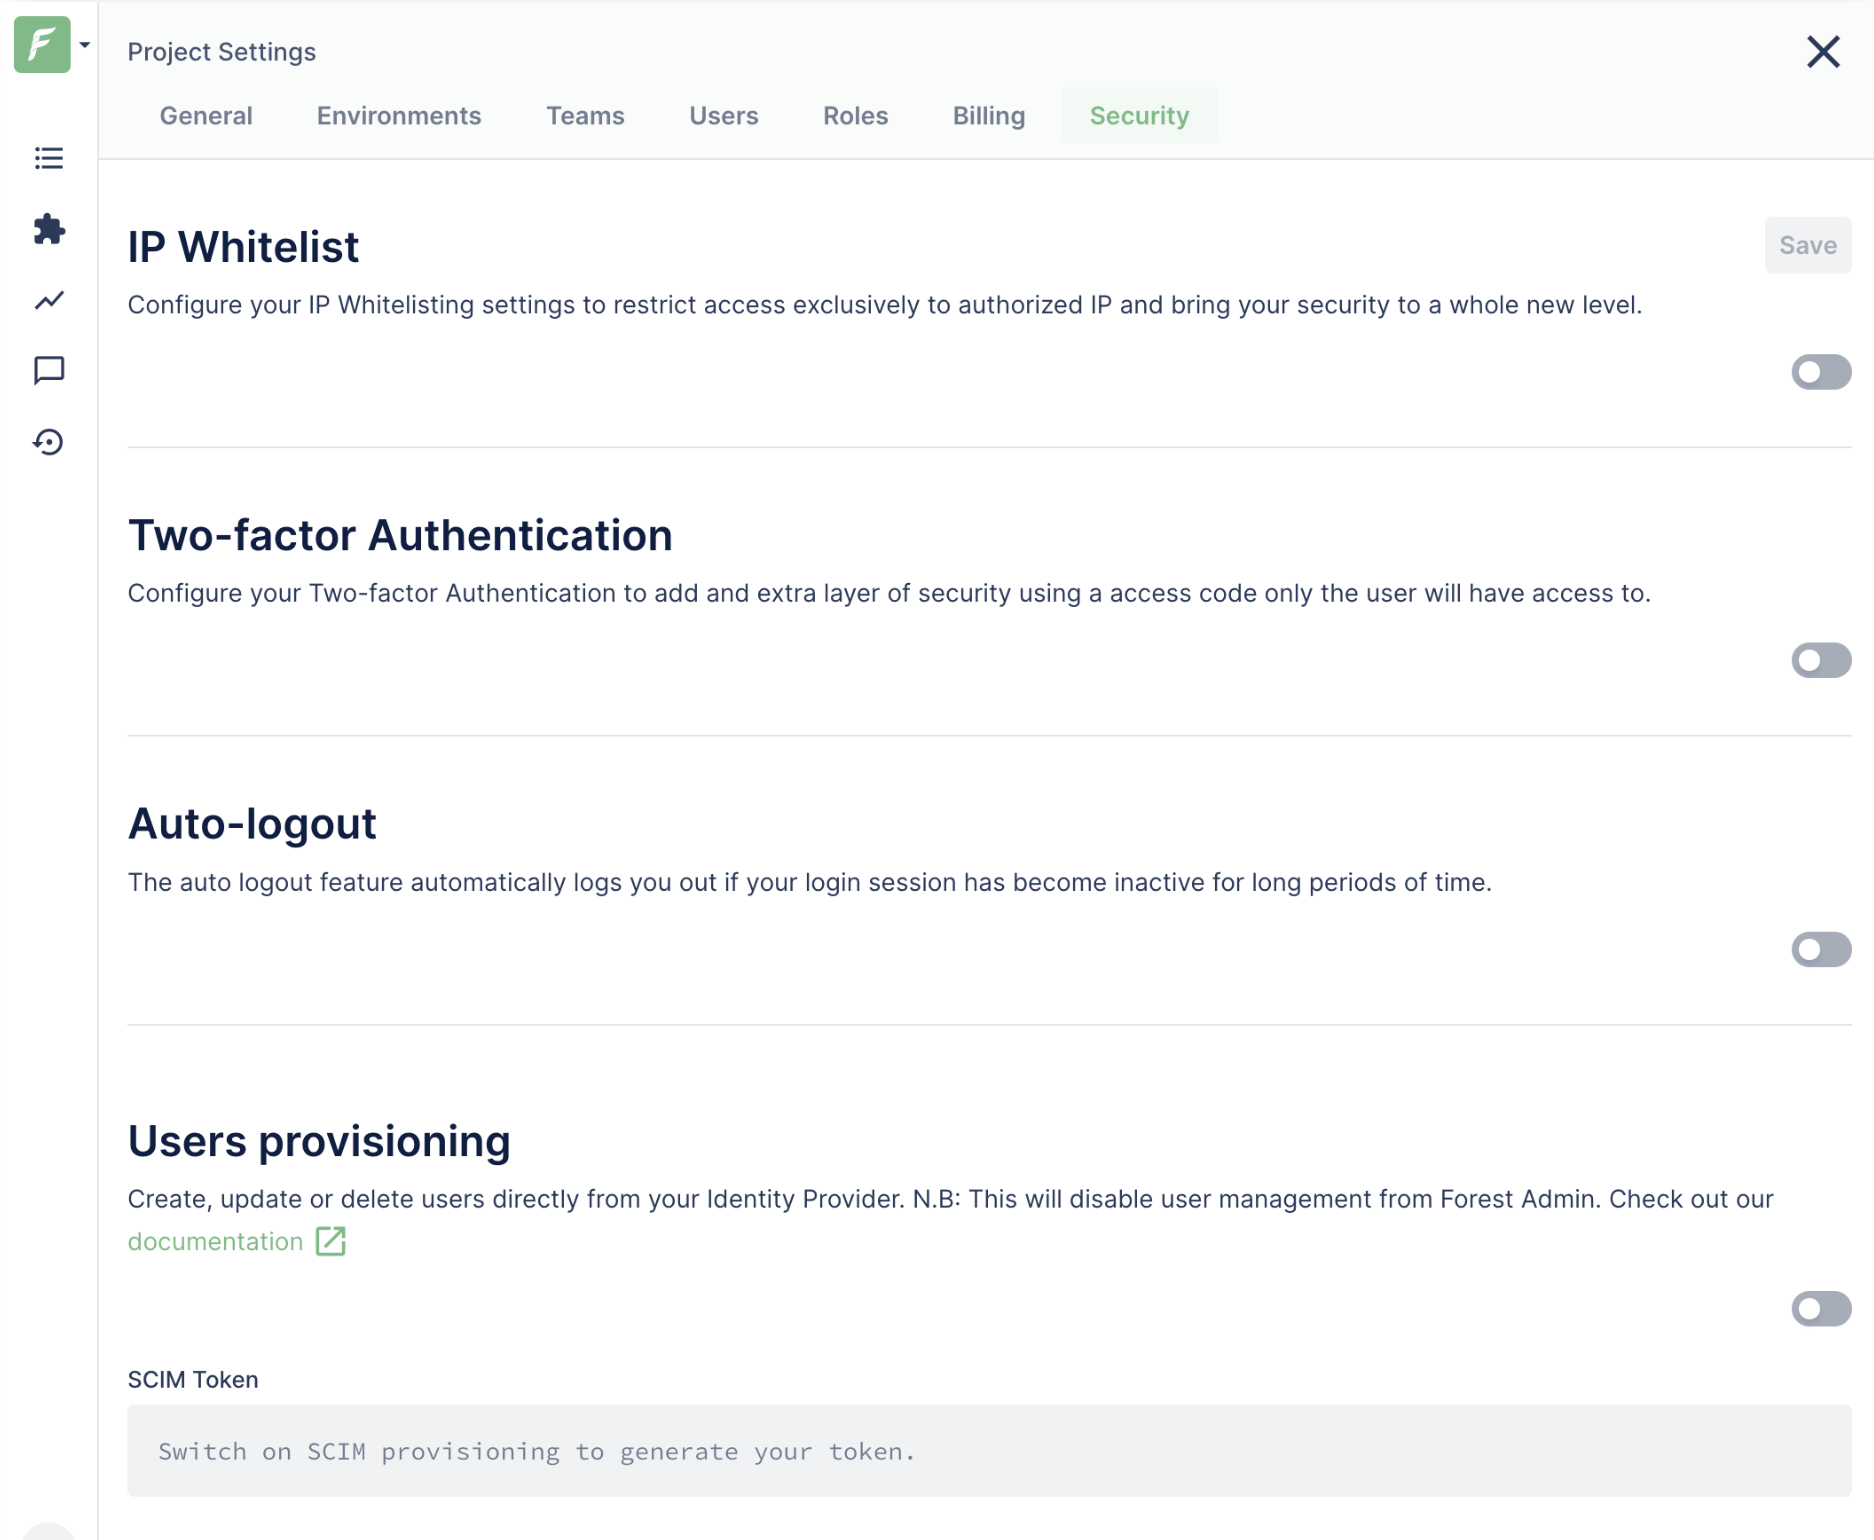 Project Settings
General Environments Teams Users Roles Billing Security
IP Whitelist
Save
Configure your IP Whitelisting settings to restrict access exclusively to authorized IP and bring your security to a whole new level.
Two-factor Authentication
Configure your Two-factor Authentication to add and extra layer of security using a access code only the user will have access to.
Auto-logout
The auto logout feature automatically logs you out if your login session has become inactive for long periods of time.
Users provisioning
Create, update or delete users directly from your Identity Provider. N.B: This will disable user management from Forest Admin. Check out our
documentation
SCIM Token
Switch on SCIM provisioning to generate your token.